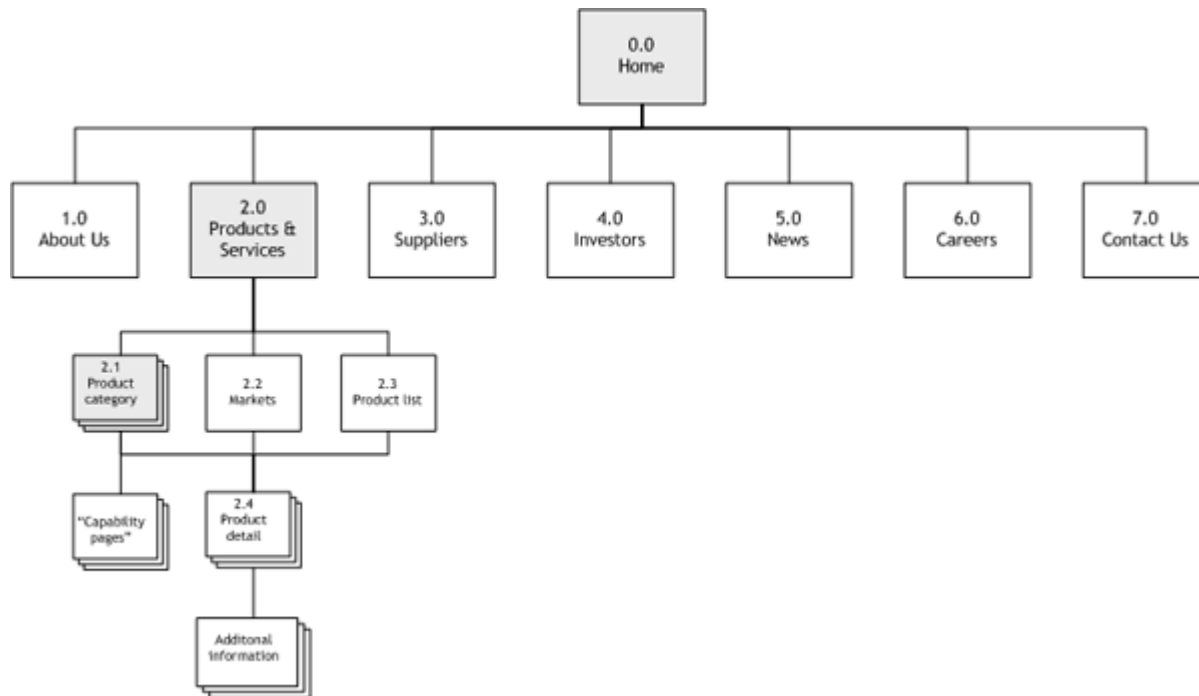 0.0
Home
1.0
About Us
2.0
Products &
Services
3.0
Suppliers
4.0
Investors
5.0
News
6.0
Careers
7.0
Contact Us
2.1
Product
category
2.2
Markets
2.3
Product list
"Capability
pages"
2.4
Product
detail
Additonal
information